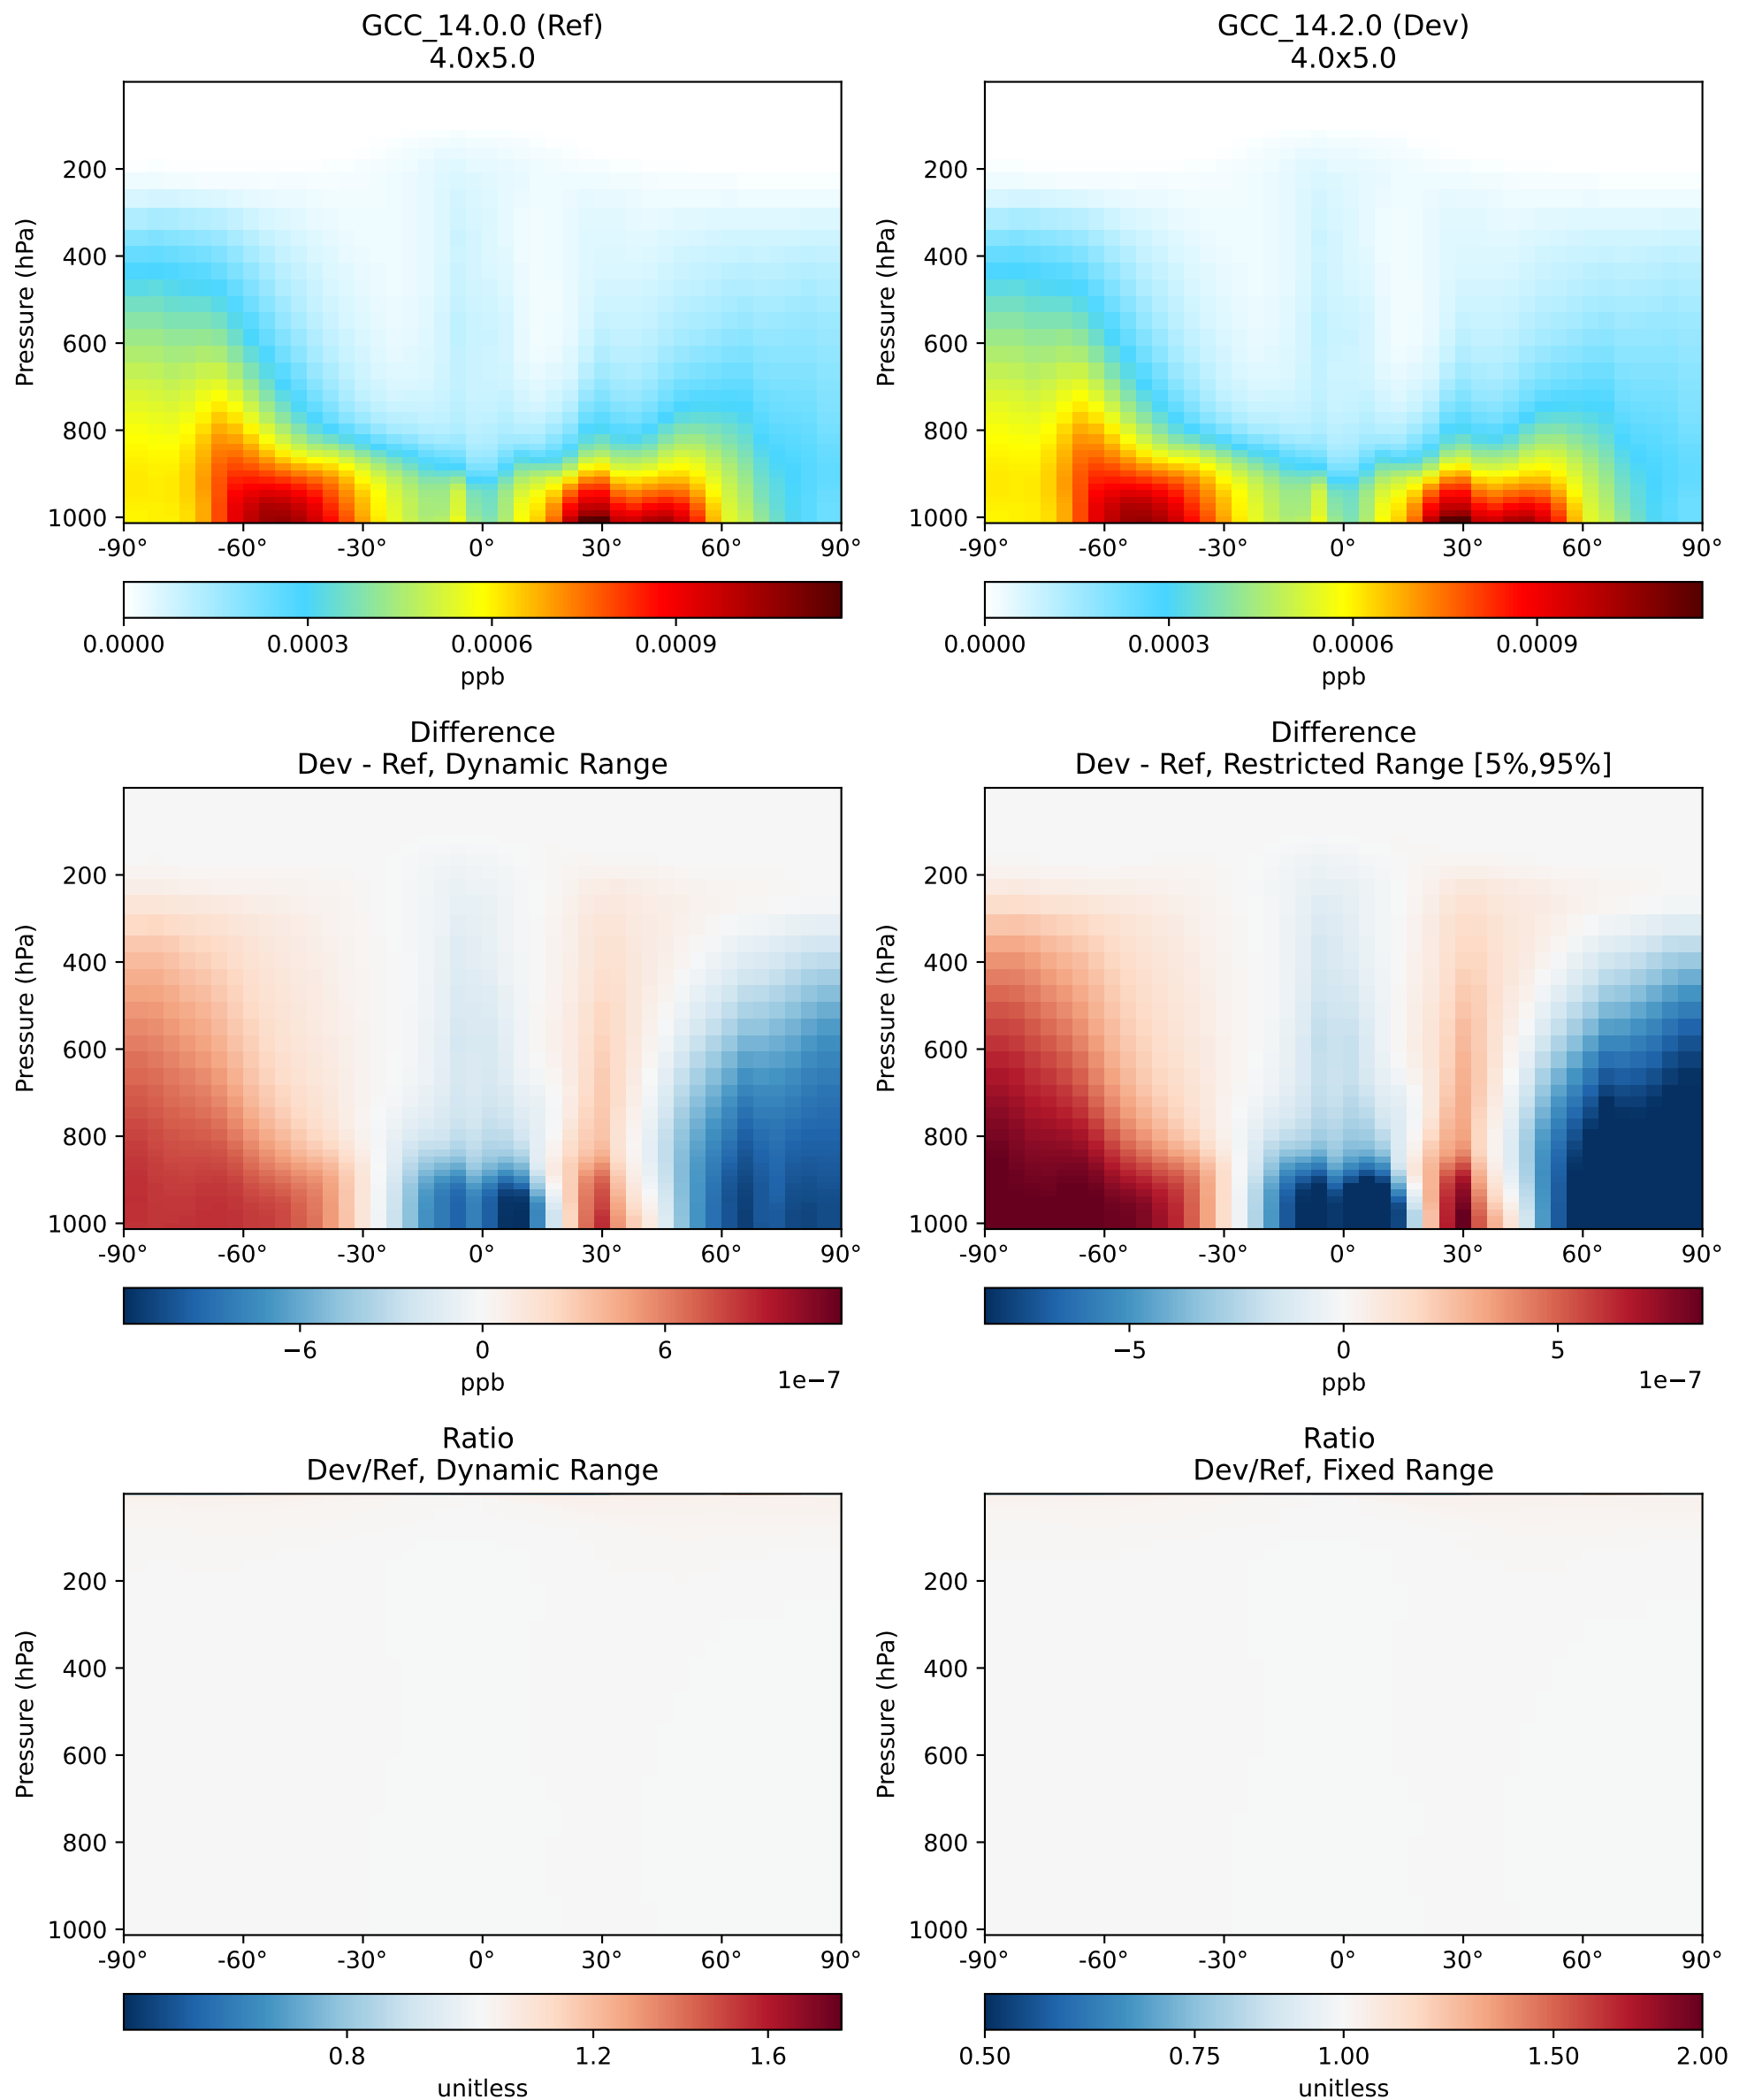 GCC_14.0.0 (Ref)
4.0x5.0
Pressure (hPa)
200
400
600
800
1000
-90° -60° -30° 0° 30° 60° 90°
0.0000 0.0003 0.0006 0.0009
ppb
GCC_14.2.0 (Dev)
4.0x5.0
Pressure (hPa)
200
400
600
800
1000
-90° -60° -30° 0° 30° 60° 90°
0.0000 0.0003 0.0006 0.0009
ppb
Difference
Dev - Ref, Dynamic Range
Pressure (hPa)
200
400
600
800
1000
-90° -60° -30° 0° 30° 60° 90°
−6 0 6
ppb 1e−7
Difference
Dev - Ref, Restricted Range [5%,95%]
Pressure (hPa)
200
400
600
800
1000
-90° -60° -30° 0° 30° 60° 90°
−5 0 5
ppb 1e−7
Ratio
Dev/Ref, Dynamic Range
Pressure (hPa)
200
400
600
800
1000
-90° -60° -30° 0° 30° 60° 90°
0.8 1.2 1.6
unitless
Ratio
Dev/Ref, Fixed Range
Pressure (hPa)
200
400
600
800
1000
-90° -60° -30° 0° 30° 60° 90°
0.50 0.75 1.00 1.50 2.00
unitless